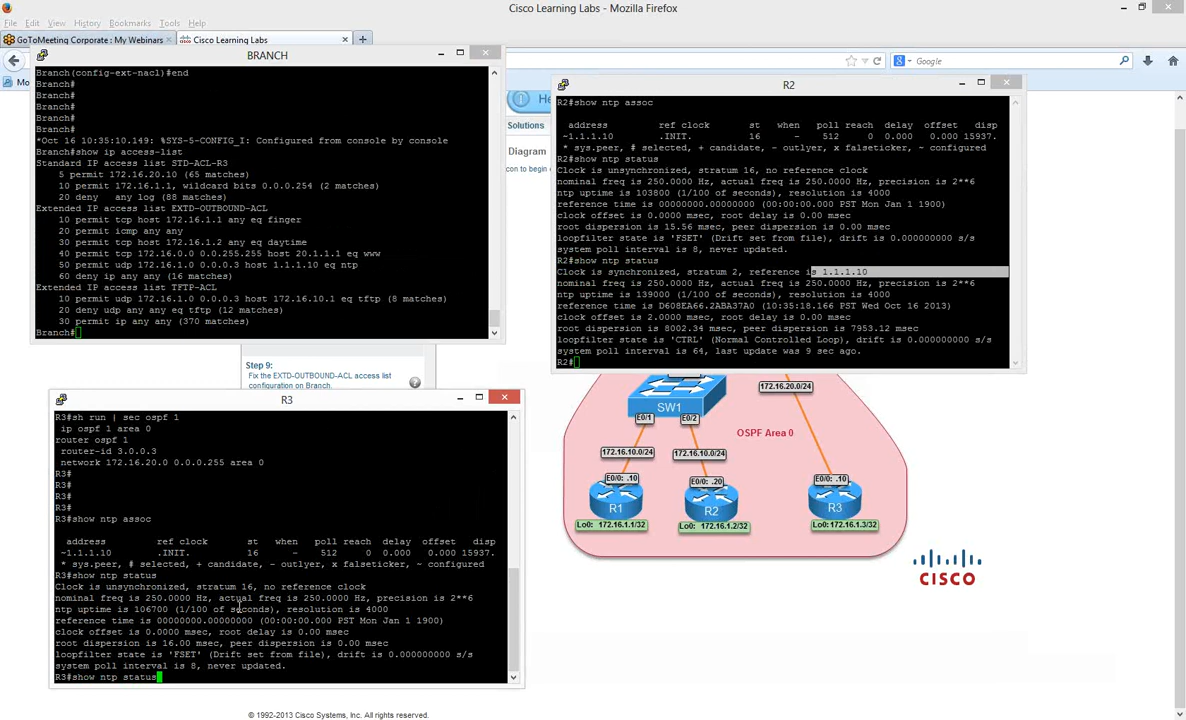 Cisco Learning Labs - Mozilla Firefox
File Edit View History Bookmarks Tools Help
GoToMeeting Corporate : My Webinars × Cisco Learning Labs × +
Google
Mo
BRANCH
Branch(config-ext-nacl)#end
Branch#
Branch#
Branch#
Branch#
*Oct 16 10:35:10.149: %SYS-5-CONFIG_I: Configured from console by console
Branch#show ip access-list
Standard IP access list STD-ACL-R3
5 permit 172.16.20.10 (65 matches)
10 permit 172.16.1.1, wildcard bits 0.0.0.254 (2 matches)
20 deny any log (88 matches)
Extended IP access list EXTD-OUTBOUND-ACL
10 permit tcp host 172.16.1.1 any eq finger
20 permit icmp any any
30 permit tcp host 172.16.1.2 any eq daytime
40 permit tcp 172.16.0.0 0.0.255.255 host 20.1.1.1 eq www
50 permit udp 172.16.1.0 0.0.0.3 host 1.1.1.10 eq ntp
60 deny ip any any (16 matches)
Extended IP access list TFTP-ACL
10 permit udp 172.16.1.0 0.0.0.3 host 172.16.10.1 eq tftp (8 matches)
20 deny udp any any eq tftp (12 matches)
30 permit ip any any (370 matches)
Branch#
He
Solutions
Diagram
con to begin
R2
R2#show ntp assoc
address ref clock st when poll reach delay offset disp
~1.1.1.10 .INIT. 16 - 512 0 0.000 0.000 15937.
* sys.peer, # selected, + candidate, - outlyer, x falseticker, ~ configured
R2#show ntp status
Clock is unsynchronized, stratum 16, no reference clock
nominal freq is 250.0000 Hz, actual freq is 250.0000 Hz, precision is 2**6
ntp uptime is 103800 (1/100 of seconds), resolution is 4000
reference time is 00000000.00000000 (00:00:00.000 PST Mon Jan 1 1900)
clock offset is 0.0000 msec, root delay is 0.00 msec
root dispersion is 15.56 msec, peer dispersion is 0.00 msec
loopfilter state is 'FSET' (Drift set from file), drift is 0.000000000 s/s
system poll interval is 8, never updated.
R2#show ntp status
Clock is synchronized, stratum 2, reference is 1.1.1.10
nominal freq is 250.0000 Hz, actual freq is 250.0000 Hz, precision is 2**6
ntp uptime is 139000 (1/100 of seconds), resolution is 4000
reference time is D608EA66.2ABA37A0 (10:35:18.166 PST Wed Oct 16 2013)
clock offset is 2.0000 msec, root delay is 0.00 msec
root dispersion is 8002.34 msec, peer dispersion is 7953.12 msec
loopfilter state is 'CTRL' (Normal Controlled Loop), drift is 0.000000000 s/s
system poll interval is 64, last update was 9 sec ago.
R2#
Step 9:
Fix the EXTD-OUTBOUND-ACL access list
configuration on Branch.
R3
R3#sh run | sec ospf 1
ip ospf 1 area 0
router ospf 1
router-id 3.0.0.3
network 172.16.20.0 0.0.0.255 area 0
R3#
R3#
R3#
R3#
R3#show ntp assoc
address ref clock st when poll reach delay offset disp
~1.1.1.10 .INIT. 16 - 512 0 0.000 0.000 15937.
* sys.peer, # selected, + candidate, - outlyer, x falseticker, ~ configured
R3#show ntp status
Clock is unsynchronized, stratum 16, no reference clock
nominal freq is 250.0000 Hz, actual freq is 250.0000 Hz, precision is 2**6
ntp uptime is 106700 (1/100 of seconds), resolution is 4000
reference time is 00000000.00000000 (00:00:00.000 PST Mon Jan 1 1900)
clock offset is 0.0000 msec, root delay is 0.00 msec
root dispersion is 16.00 msec, peer dispersion is 0.00 msec
loopfilter state is 'FSET' (Drift set from file), drift is 0.000000000 s/s
system poll interval is 8, never updated.
R3#show ntp status
172.16.20.0/24
SW1
E0/1 E0/2
OSPF Area 0
172.16.10.0/24 172.16.10.0/24
E0/0: .10 E0/0: .20 E0/0: .10
R1 R2 R3
Lo0: 172.16.1.1/32 Lo0: 172.16.1.2/32 Lo0:172.16.1.3/32
CISCO
© 1992-2013 Cisco Systems, Inc. All rights reserved.